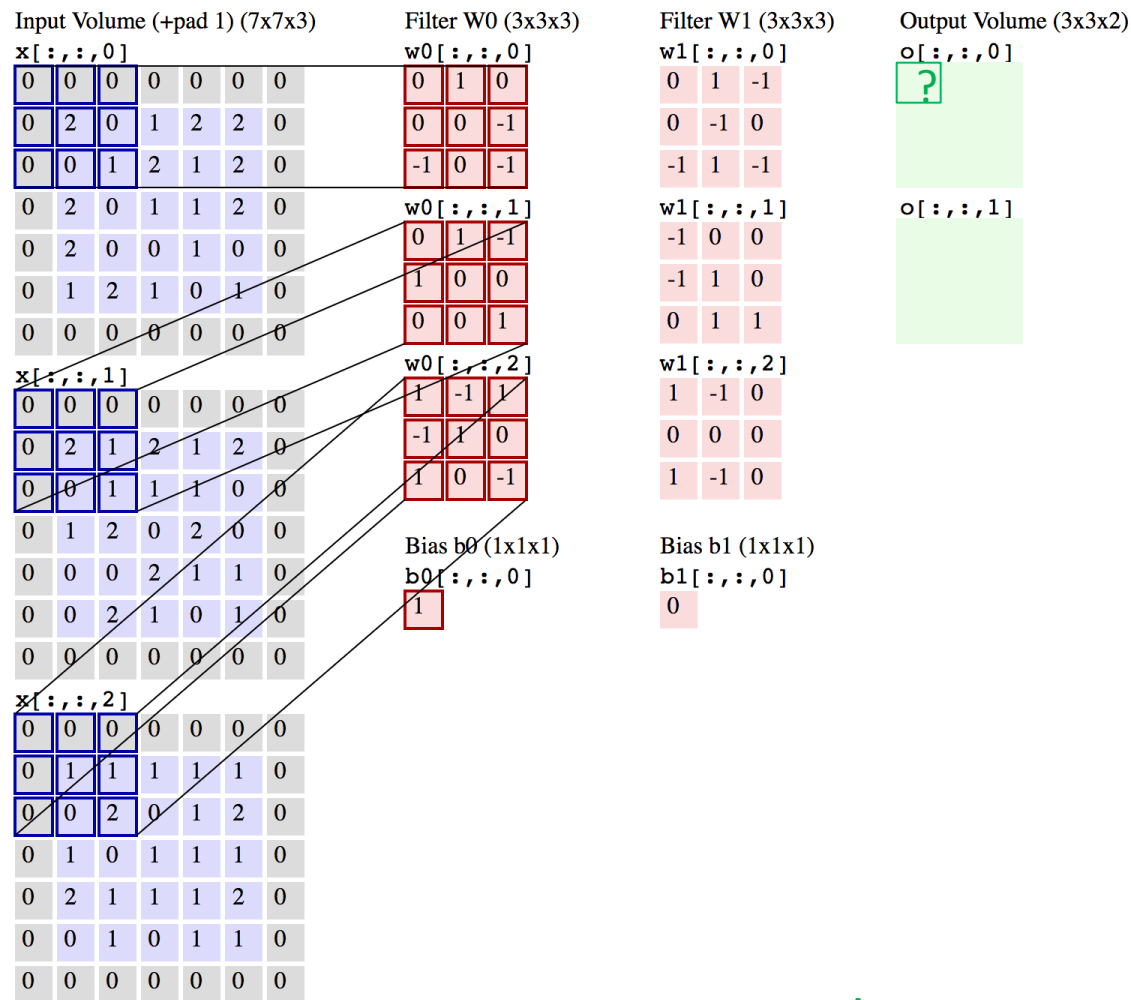 Input Volume (+pad 1) (7x7x3)
x[:,:,0]
0 0 0 0 0 0 0
0 2 0 1 2 2 0
0 0 1 2 1 2 0
0 2 0 1 1 2 0
0 2 0 0 1 0 0
0 1 2 1 0 1 0
0 0 0 0 0 0 0
x[:,:,1]
0 0 0 0 0 0 0
0 2 1 2 1 2 0
0 0 1 1 1 0 0
0 1 2 0 2 0 0
0 0 0 2 1 1 0
0 0 2 1 0 1 0
0 0 0 0 0 0 0
x[:,:,2]
0 0 0 0 0 0 0
0 1 1 1 1 1 0
0 0 2 0 1 2 0
0 1 0 1 1 1 0
0 2 1 1 1 2 0
0 0 1 0 1 1 0
0 0 0 0 0 0 0
Filter W0 (3x3x3)
w0[:,:,0]
0 1 0
0 0 -1
-1 0 -1
w0[:,:,1]
0 1 -1
1 0 0
0 0 1
w0[:,:,2]
1 -1 1
-1 1 0
1 0 -1
Bias b0 (1x1x1)
b0[:,:,0]
1
Filter W1 (3x3x3)
w1[:,:,0]
0 1 -1
0 -1 0
-1 1 -1
w1[:,:,1]
-1 0 0
-1 1 0
0 1 1
w1[:,:,2]
1 -1 0
0 0 0
1 -1 0
Bias b1 (1x1x1)
b1[:,:,0]
0
Output Volume (3x3x2)
o[:,:,0]
?
o[:,:,1]